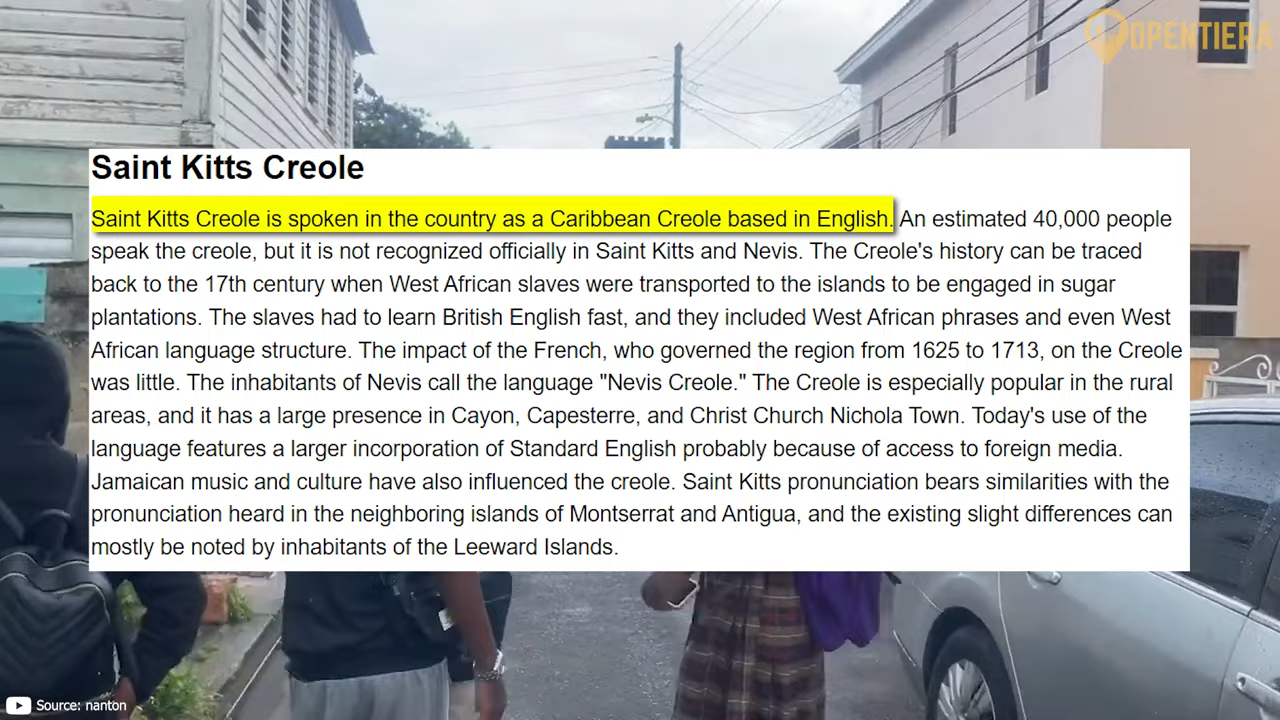 OPENTIERA
Saint Kitts Creole
Saint Kitts Creole is spoken in the country as a Caribbean Creole based in English. An estimated 40,000 people
speak the creole, but it is not recognized officially in Saint Kitts and Nevis. The Creole's history can be traced
back to the 17th century when West African slaves were transported to the islands to be engaged in sugar
plantations. The slaves had to learn British English fast, and they included West African phrases and even West
African language structure. The impact of the French, who governed the region from 1625 to 1713, on the Creole
was little. The inhabitants of Nevis call the language "Nevis Creole." The Creole is especially popular in the rural
areas, and it has a large presence in Cayon, Capesterre, and Christ Church Nichola Town. Today's use of the
language features a larger incorporation of Standard English probably because of access to foreign media.
Jamaican music and culture have also influenced the creole. Saint Kitts pronunciation bears similarities with the
pronunciation heard in the neighboring islands of Montserrat and Antigua, and the existing slight differences can
mostly be noted by inhabitants of the Leeward Islands.
Source: nanton